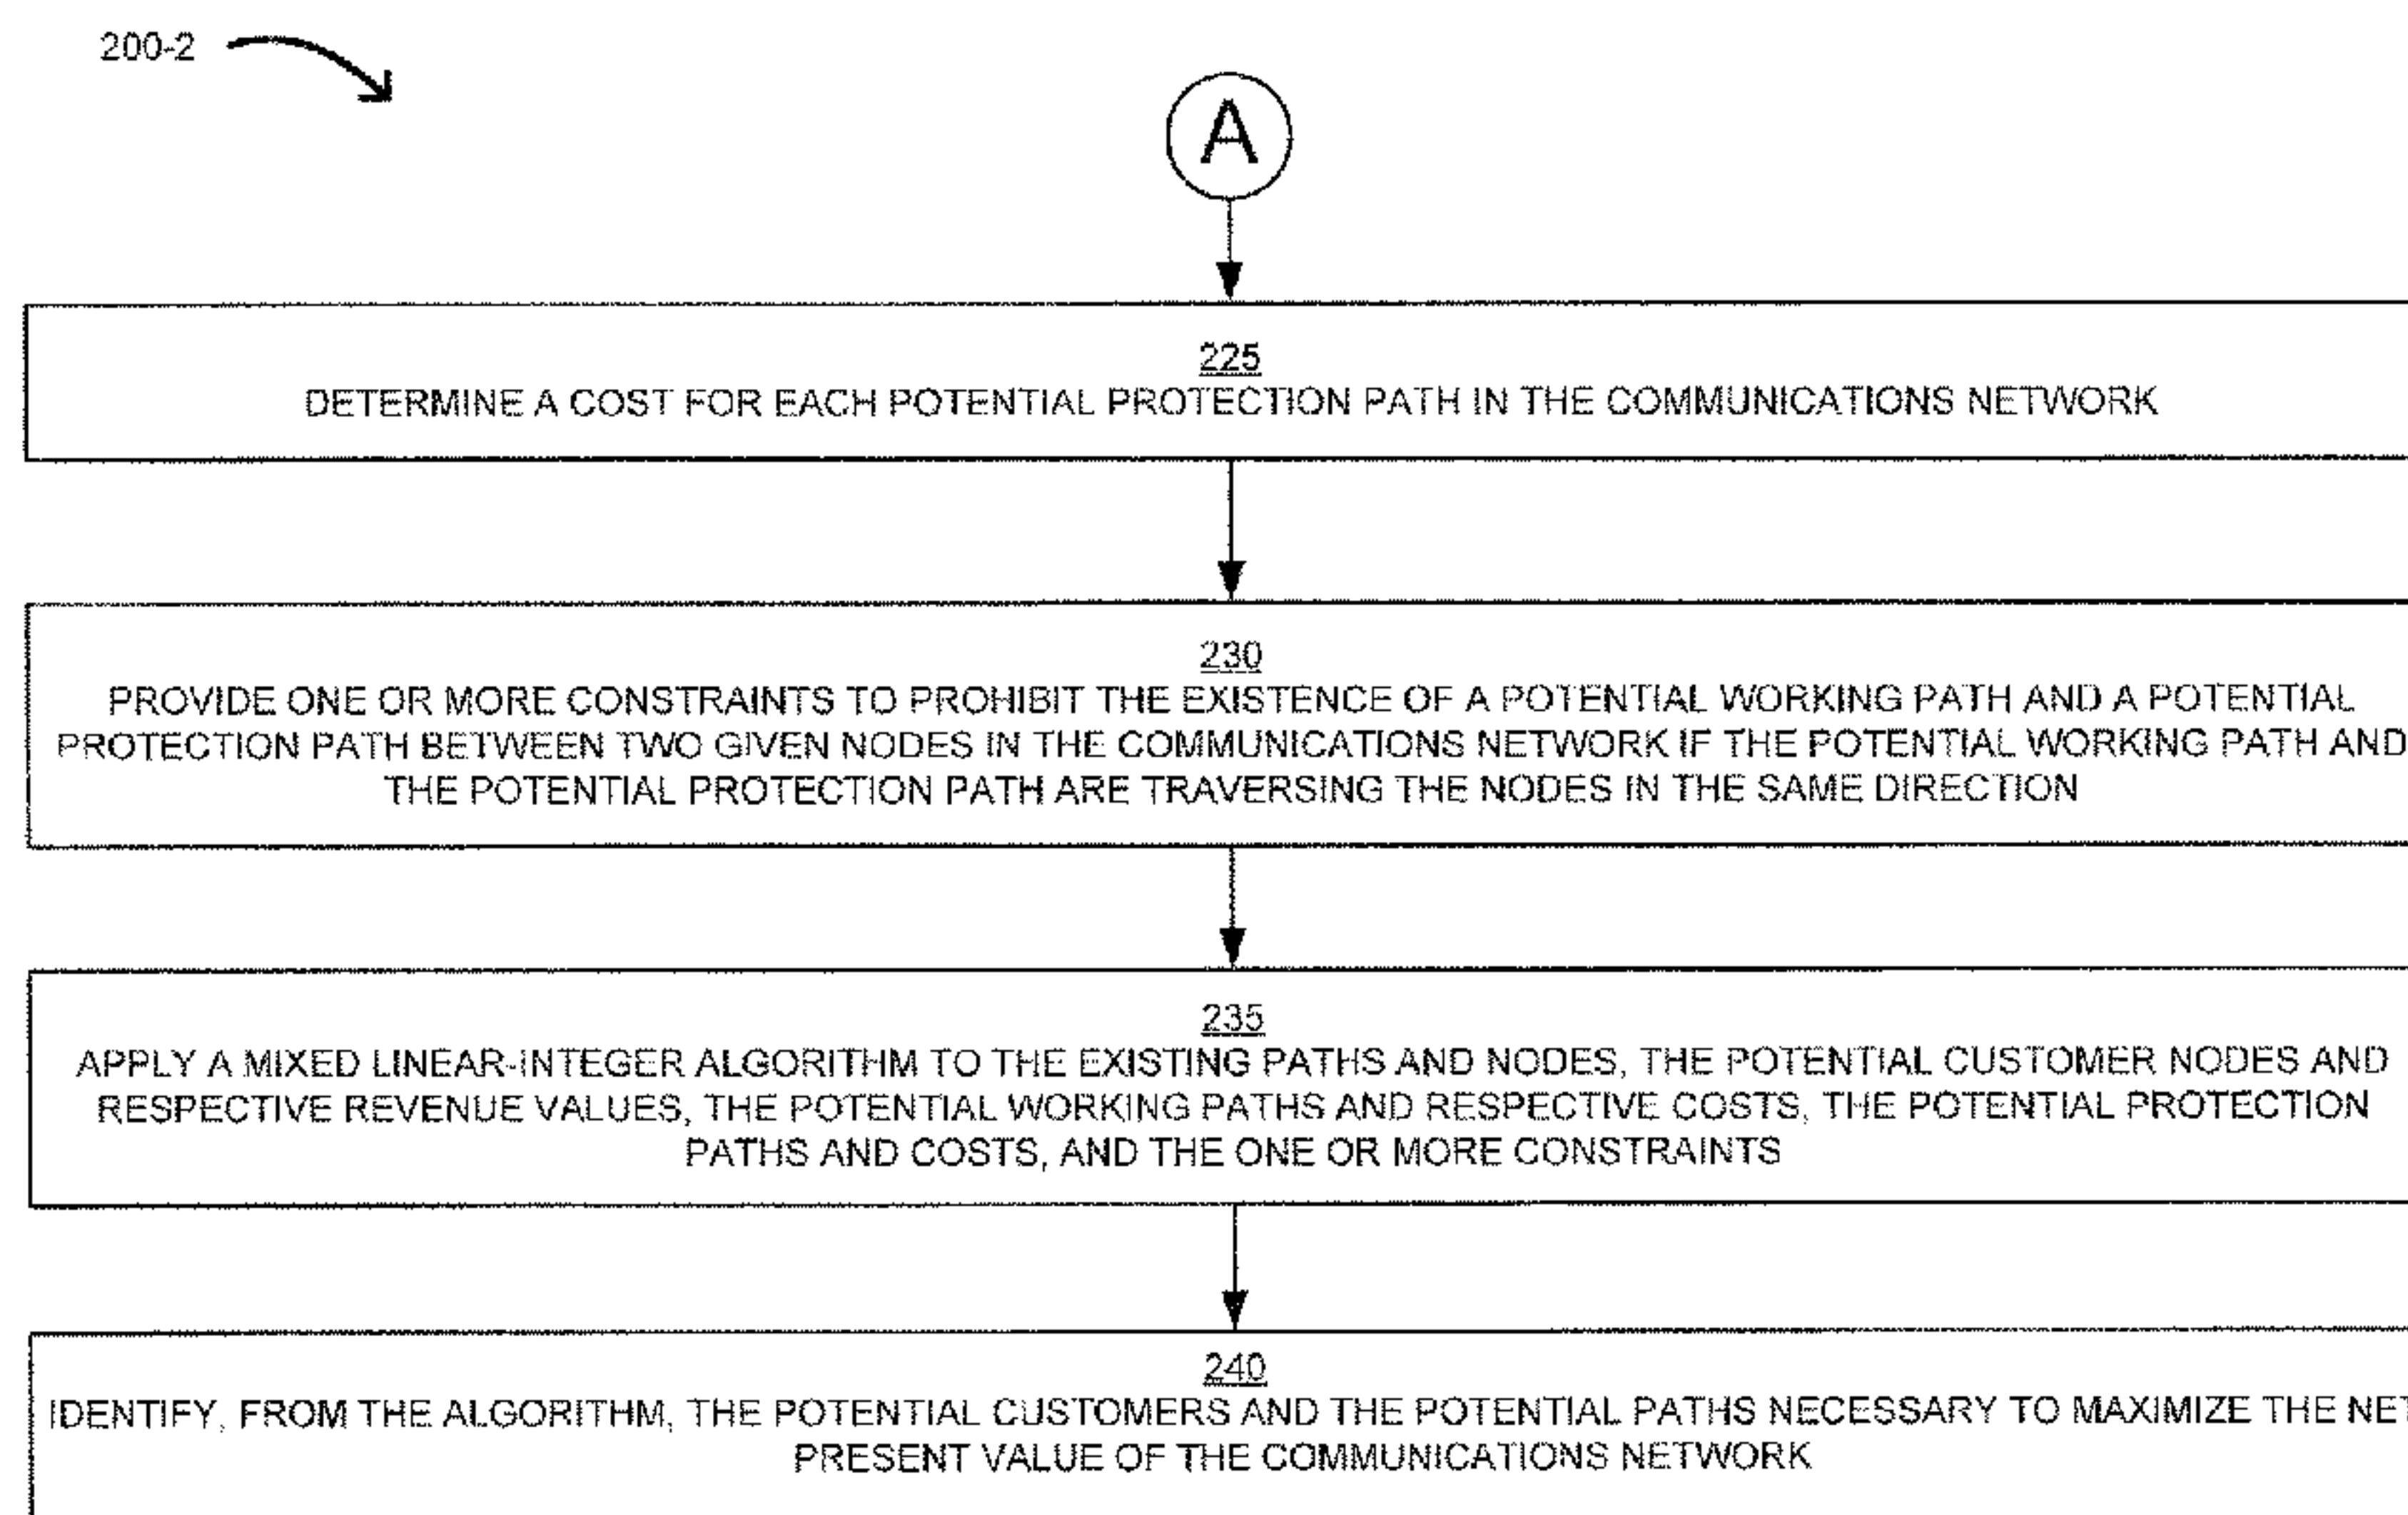 200-2
A
225
DETERMINE A COST FOR EACH POTENTIAL PROTECTION PATH IN THE COMMUNICATIONS NETWORK
230
PROVIDE ONE OR MORE CONSTRAINTS TO PROHIBIT THE EXISTENCE OF A POTENTIAL WORKING PATH AND A POTENTIAL
PROTECTION PATH BETWEEN TWO GIVEN NODES IN THE COMMUNICATIONS NETWORK IF THE POTENTIAL WORKING PATH AND
THE POTENTIAL PROTECTION PATH ARE TRAVERSING THE NODES IN THE SAME DIRECTION
235
APPLY A MIXED LINEAR-INTEGER ALGORITHM TO THE EXISTING PATHS AND NODES, THE POTENTIAL CUSTOMER NODES AND
RESPECTIVE REVENUE VALUES, THE POTENTIAL WORKING PATHS AND RESPECTIVE COSTS, THE POTENTIAL PROTECTION
PATHS AND COSTS, AND THE ONE OR MORE CONSTRAINTS
240
IDENTIFY, FROM THE ALGORITHM, THE POTENTIAL CUSTOMERS AND THE POTENTIAL PATHS NECESSARY TO MAXIMIZE THE NET
PRESENT VALUE OF THE COMMUNICATIONS NETWORK